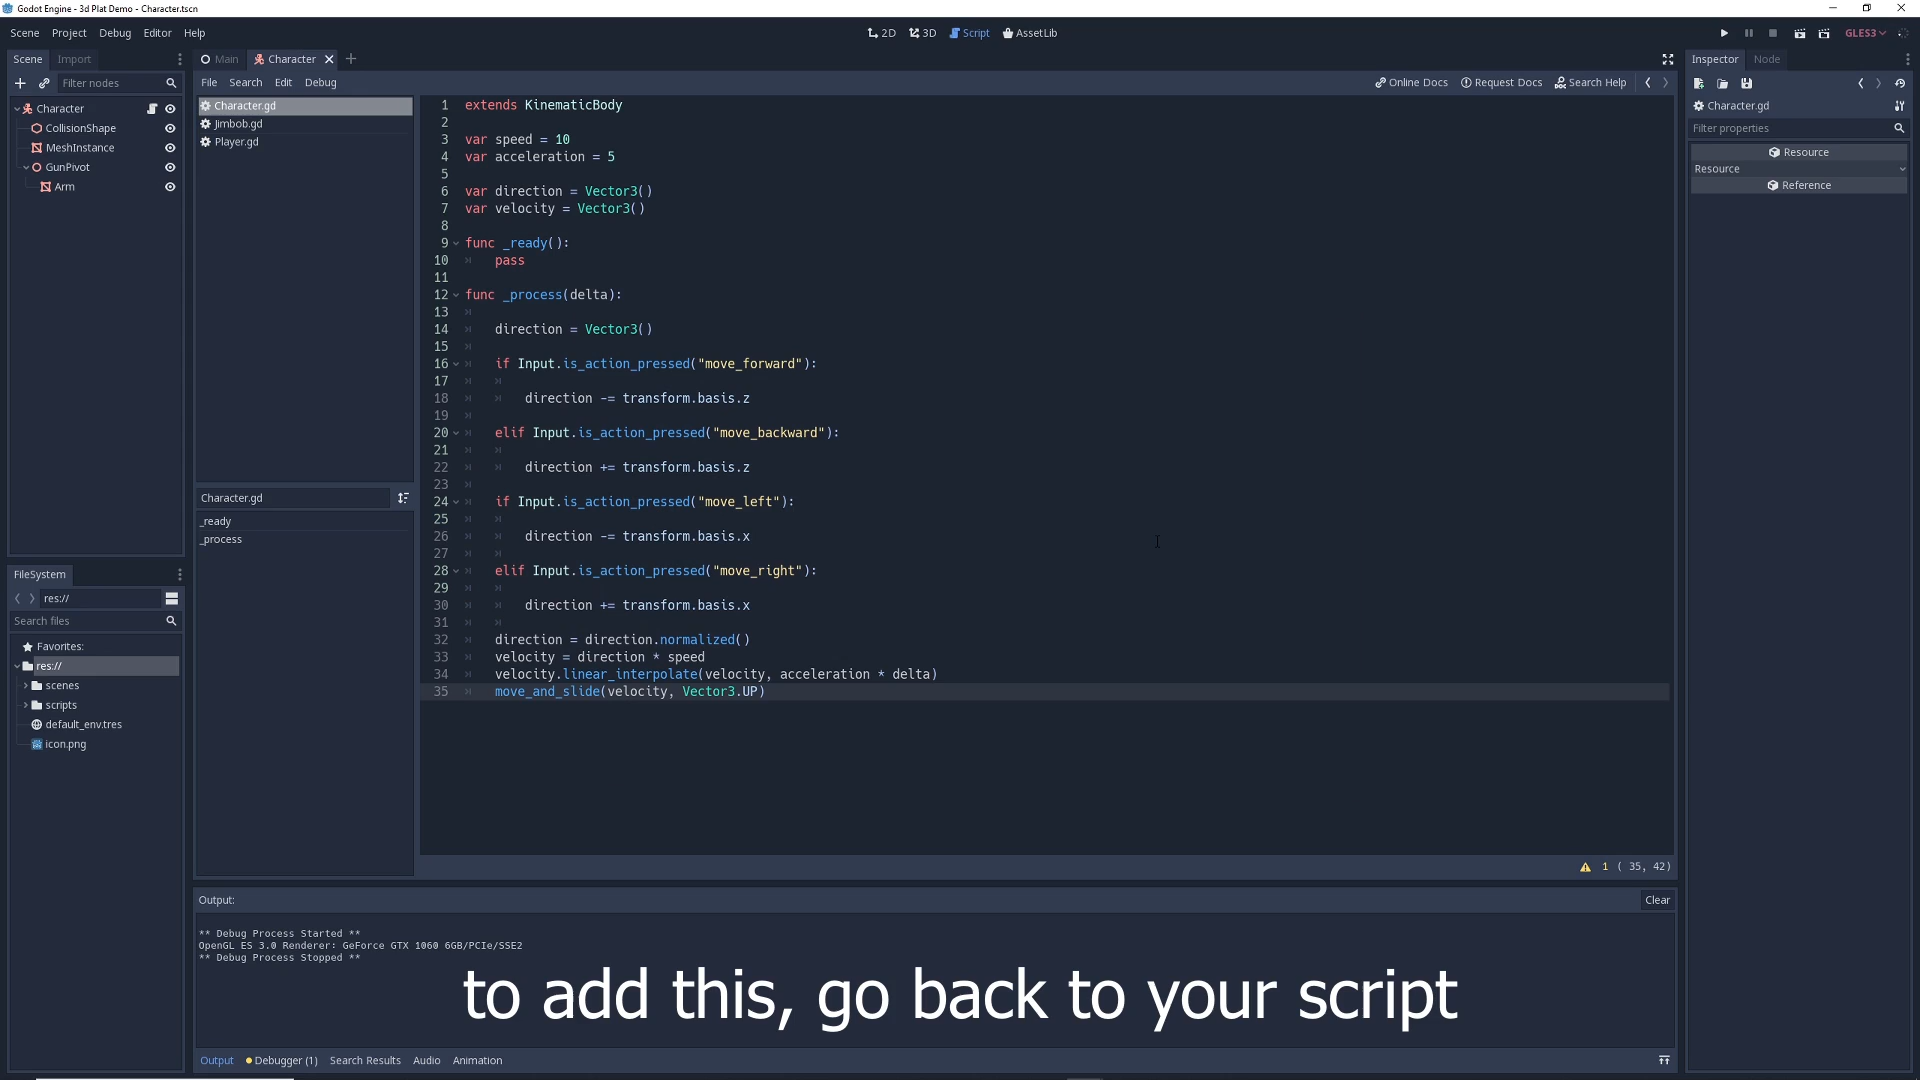 Godot Engine - 3d Plat Demo - Character.tscn
Scene Project Debug Editor Help
2D 3D Script AssetLib
GLES3
Scene Import
Filter nodes
Character
CollisionShape
MeshInstance
GunPivot
Arm
FileSystem
res://
Search files
Favorites:
res://
scenes
scripts
default_env.tres
icon.png
Main Character
File Search Edit Debug
Online Docs Request Docs Search Help
Character.gd
Jimbob.gd
Player.gd
Character.gd
_ready
_process
1 extends KinematicBody
2
3 var speed = 10
4 var acceleration = 5
5
6 var direction = Vector3()
7 var velocity = Vector3()
8
9 func _ready():
10 pass
11
12 func _process(delta):
13
14 direction = Vector3()
15
16 if Input.is_action_pressed("move_forward"):
17
18 direction -= transform.basis.z
19
20 elif Input.is_action_pressed("move_backward"):
21
22 direction += transform.basis.z
23
24 if Input.is_action_pressed("move_left"):
25
26 direction -= transform.basis.x
27
28 elif Input.is_action_pressed("move_right"):
29
30 direction += transform.basis.x
31
32 direction = direction.normalized()
33 velocity = direction * speed
34 velocity.linear_interpolate(velocity, acceleration * delta)
35 move_and_slide(velocity, Vector3.UP)
1 ( 35, 42)
Output:
Clear
** Debug Process Started **
OpenGL ES 3.0 Renderer: GeForce GTX 1060 6GB/PCIe/SSE2
** Debug Process Stopped **
to add this, go back to your script
Output Debugger (1) Search Results Audio Animation
Inspector Node
Character.gd
Filter properties
Resource
Resource
Reference